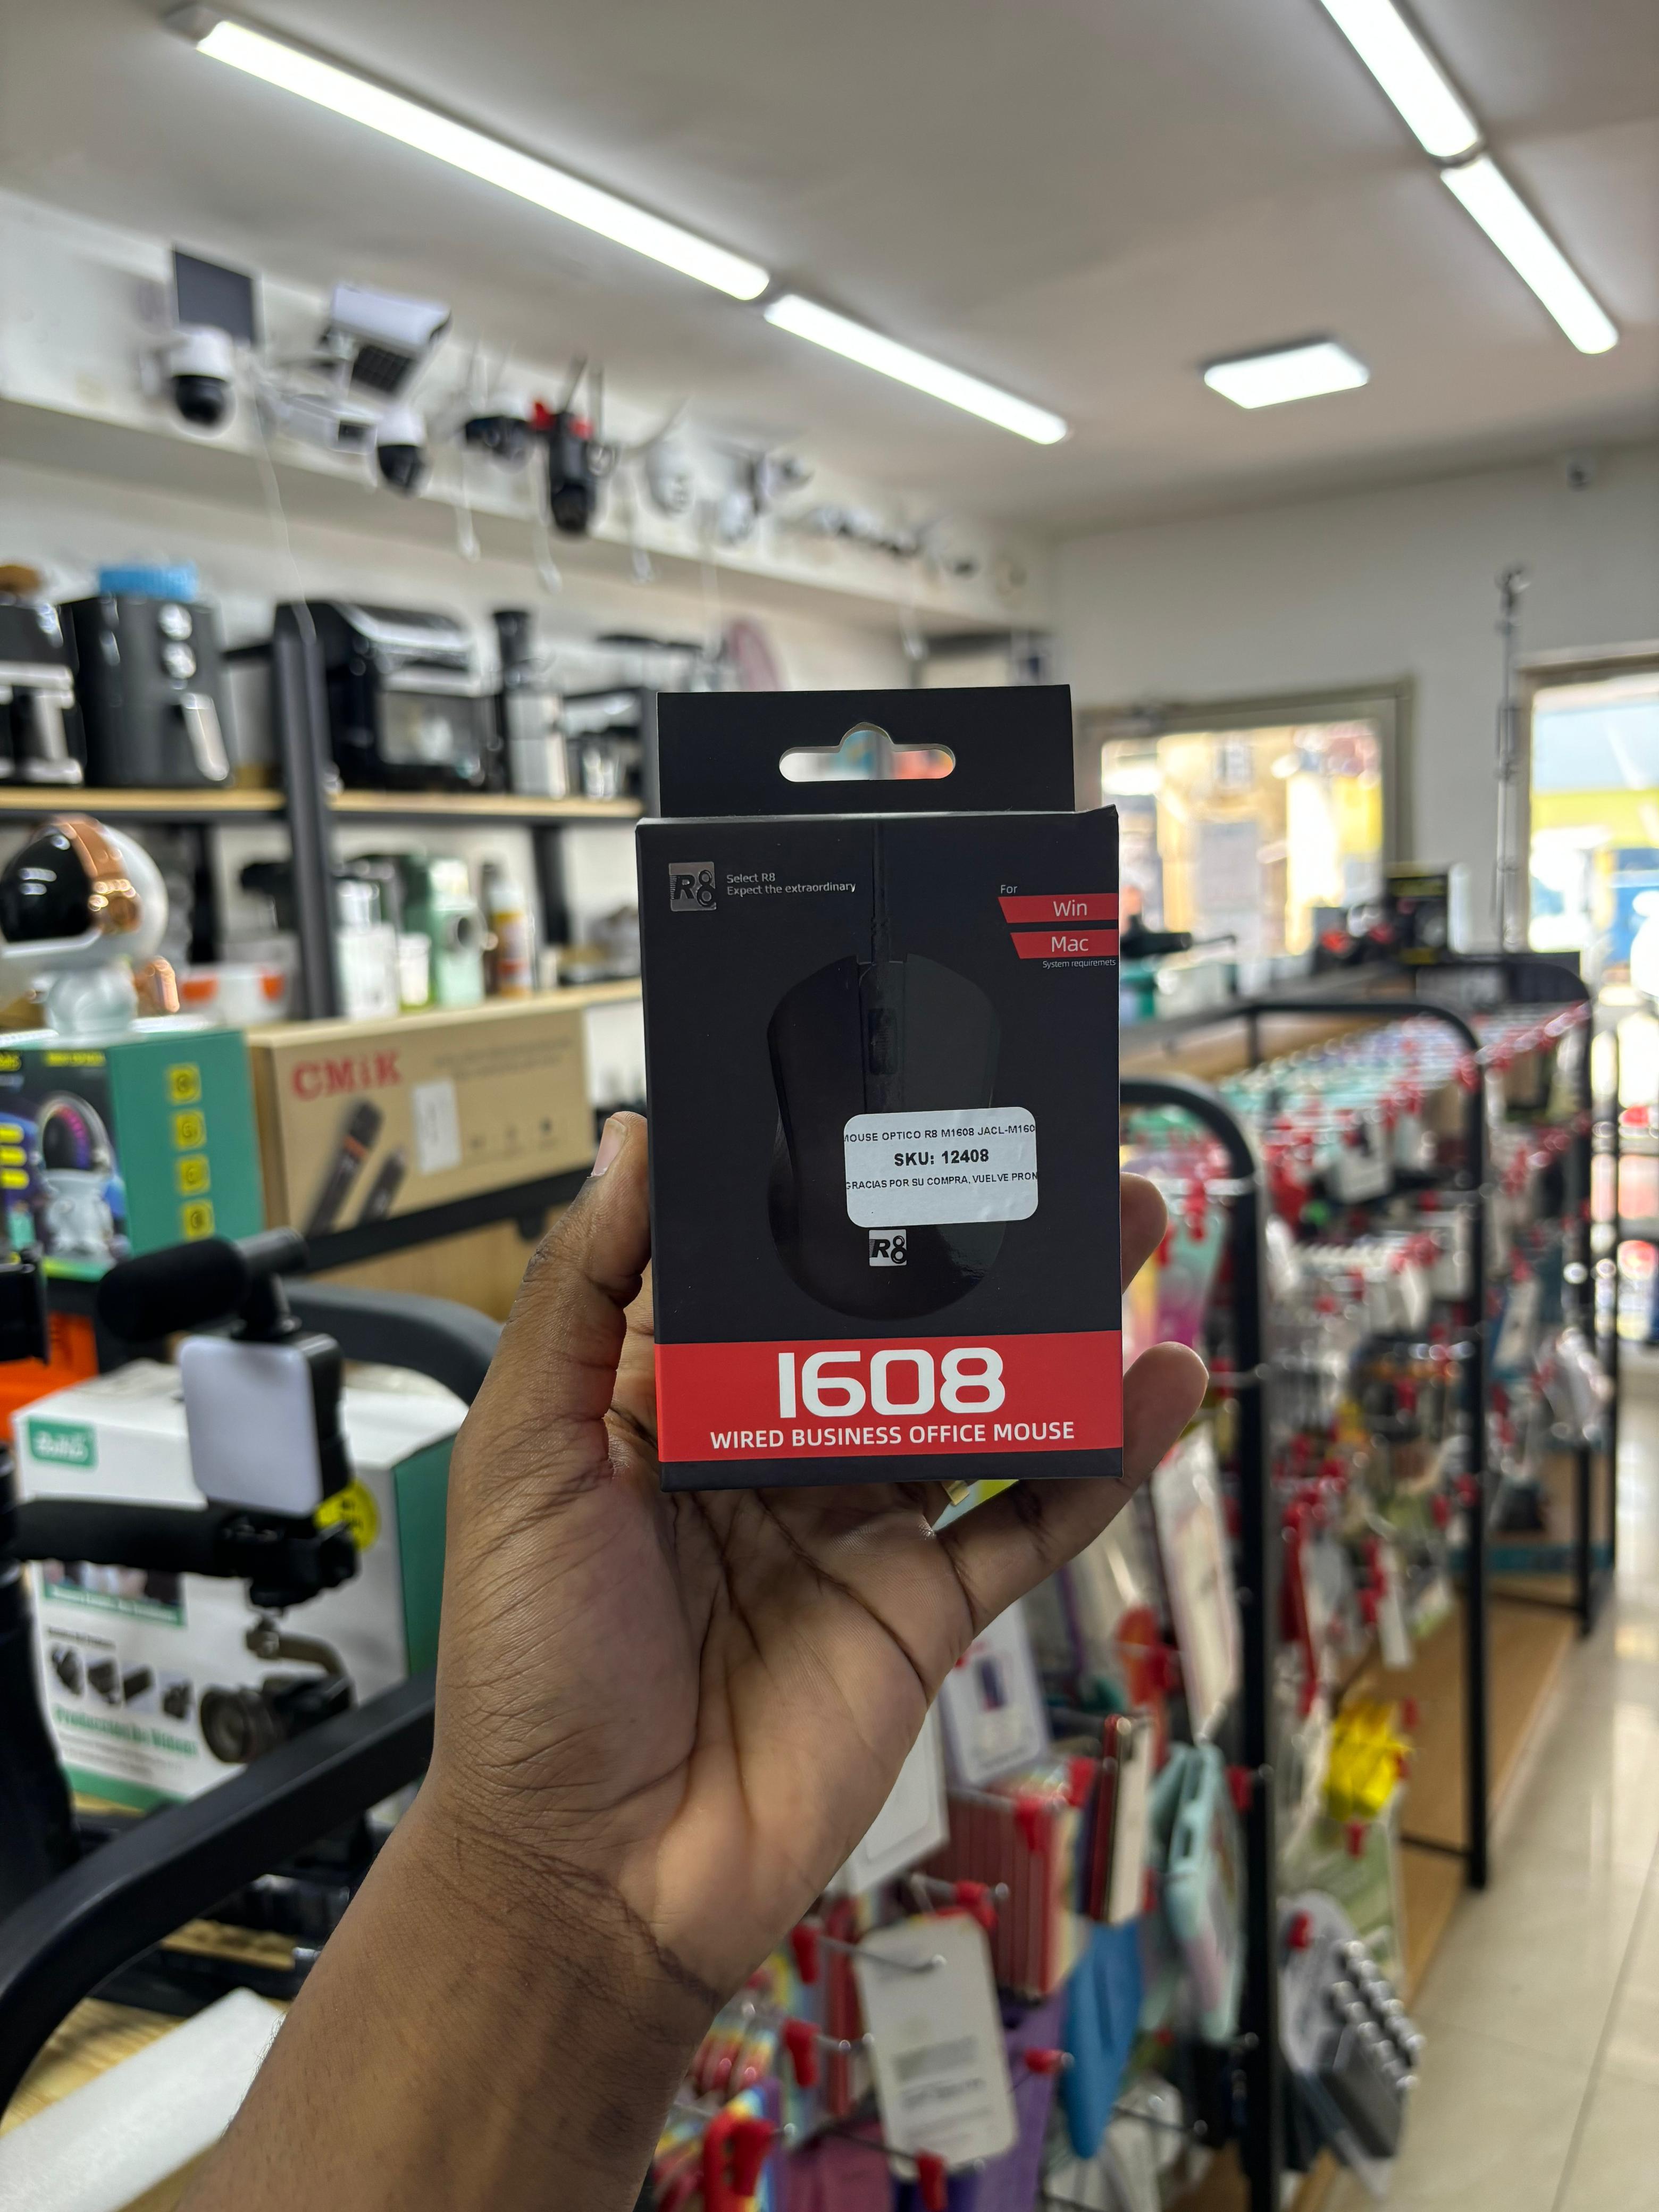 R8
Select R8
Expect the extraordinary
For
Win
Mac
System requiremets
CMiK
MOUSE OPTICO R8 M1608 JACL-M160
SKU: 12408
GRACIAS POR SU COMPRA, VUELVE PRON
R8
1608
WIRED BUSINESS OFFICE MOUSE